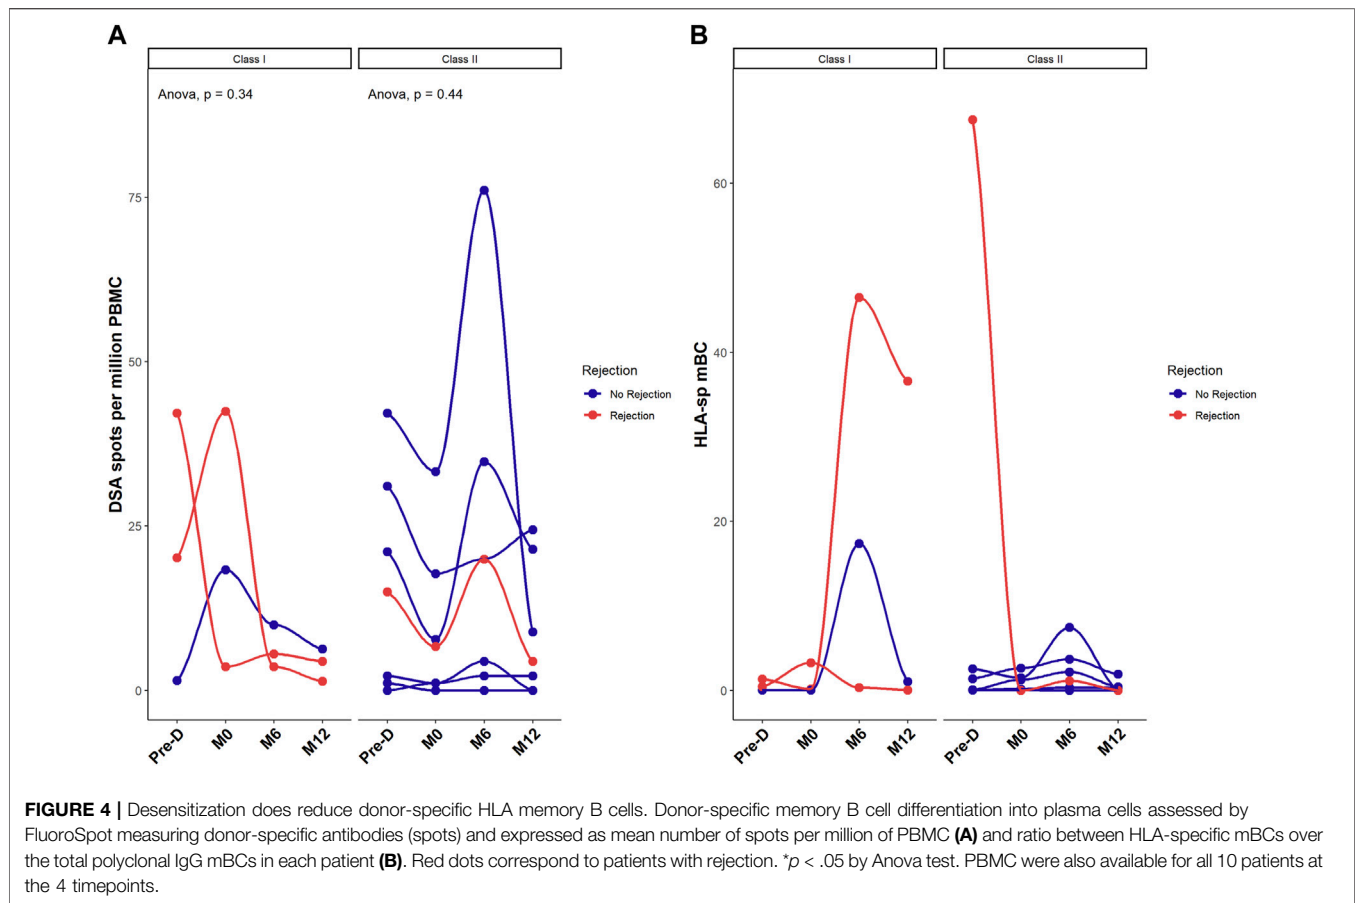 A
B
Class I
Class II
Class I
Class II
Anova, p = 0.34
Anova, p = 0.44
DSA spots per million PBMC
75
50
25
0
Pre-D
M0
M6
M12
Pre-D
M0
M6
M12
Rejection
No Rejection
Rejection
HLA-sp mBC
60
40
20
0
Pre-D
M0
M6
M12
Pre-D
M0
M6
M12
Rejection
No Rejection
Rejection
FIGURE 4 | Desensitization does reduce donor-specific HLA memory B cells. Donor-specific memory B cell differentiation into plasma cells assessed by
FluoroSpot measuring donor-specific antibodies (spots) and expressed as mean number of spots per million of PBMC (A) and ratio between HLA-specific mBCs over
the total polyclonal IgG mBCs in each patient (B). Red dots correspond to patients with rejection. *p < .05 by Anova test. PBMC were also available for all 10 patients at
the 4 timepoints.